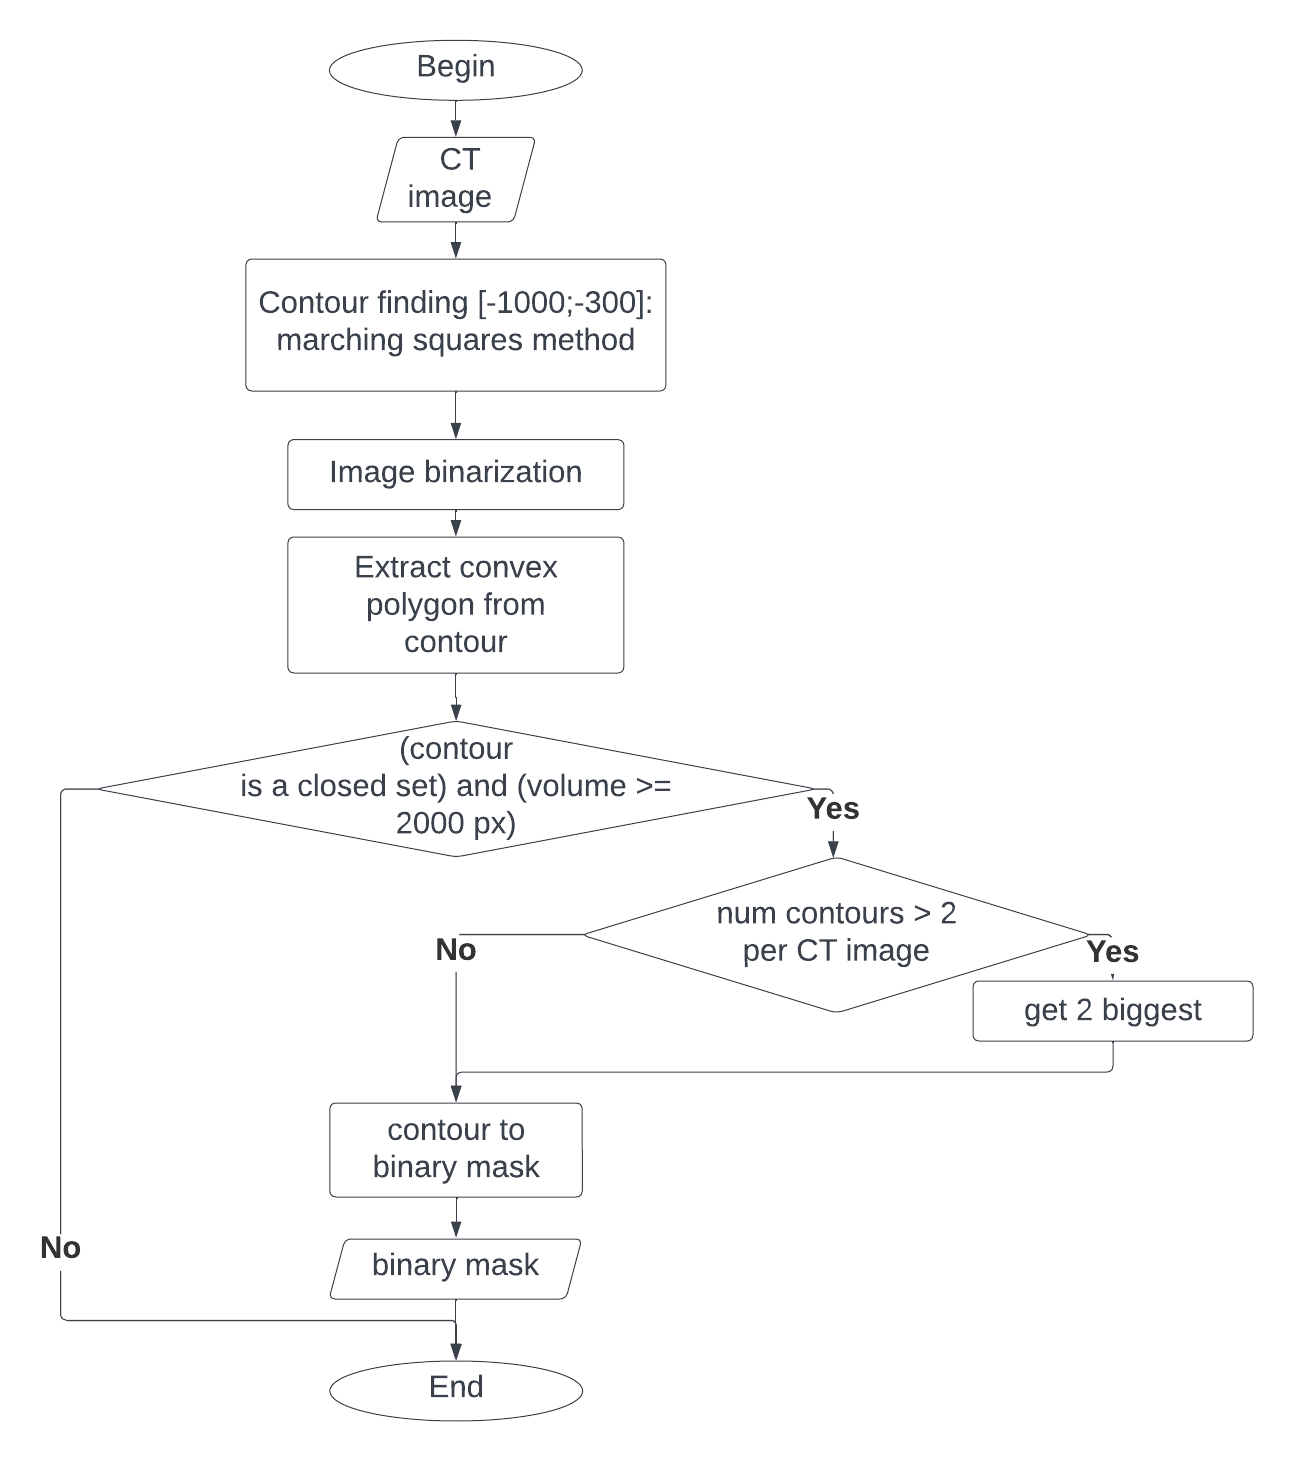 Begin
CT
image
Contour finding [-1000;-300]:
marching squares method
Image binarization
Extract convex
polygon from
contour
(contour
is a closed set) and (volume >=
2000 px)
Yes
num contours > 2
per CT image
No
Yes
get 2 biggest
contour to
binary mask
No
binary mask
End